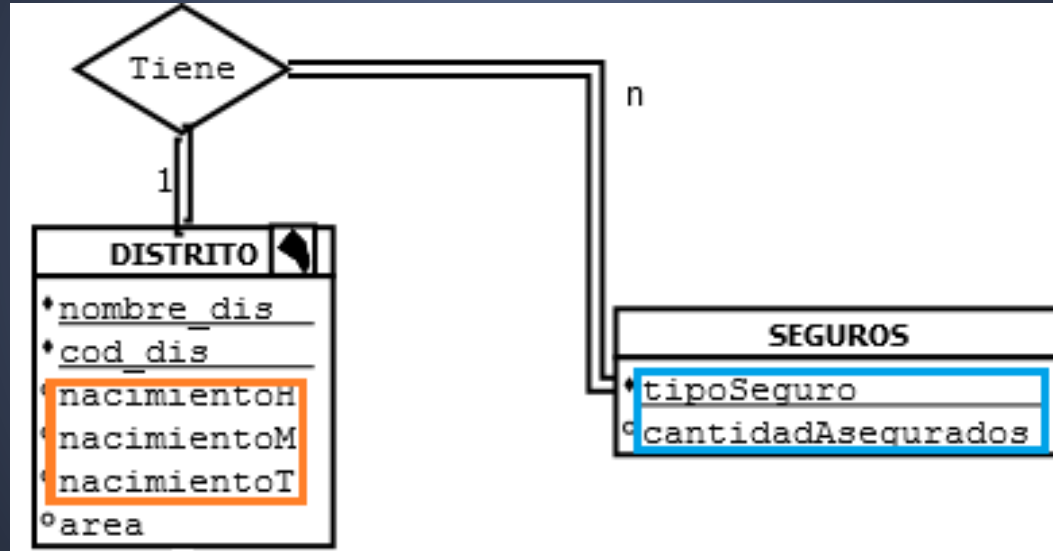 Tiene
n
1
DISTRITO
nombre_dis
cod_dis
nacimientoH
nacimientoM
nacimientoT
area
SEGUROS
tipoSeguro
cantidadAsegurados